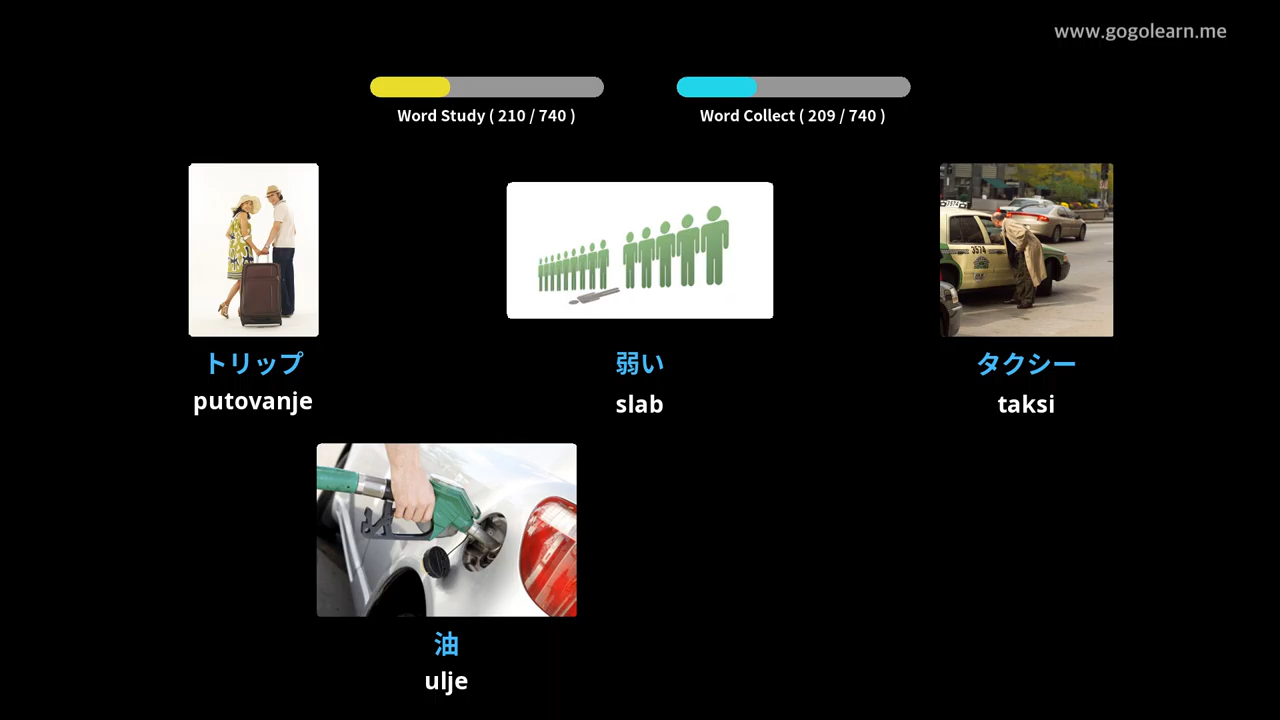 www.gogolearn.me
Word Study ( 210 / 740 )
Word Collect ( 209 / 740 )
トリップ
putovanje
弱い
slab
タクシー
taksi
3574
油
ulje